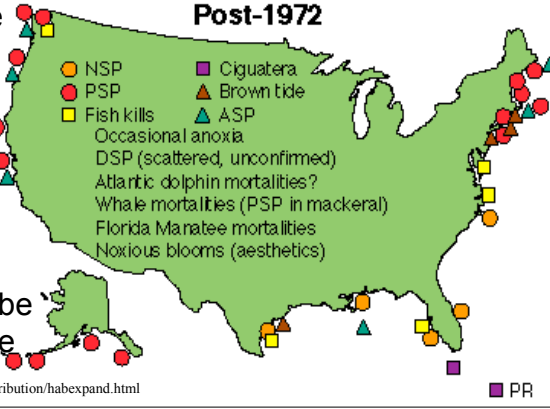 Post-1972
NSP
Ciguatera
PSP
Brown tide
Fish kills
ASP
Occasional anoxia
DSP (scattered, unconfirmed)
Atlantic dolphin mortalities?
Whale mortalities (PSP in mackeral)
Florida Manatee mortalities
Noxious blooms (aesthetics)
be
e
PR
ribution/habexpand.html